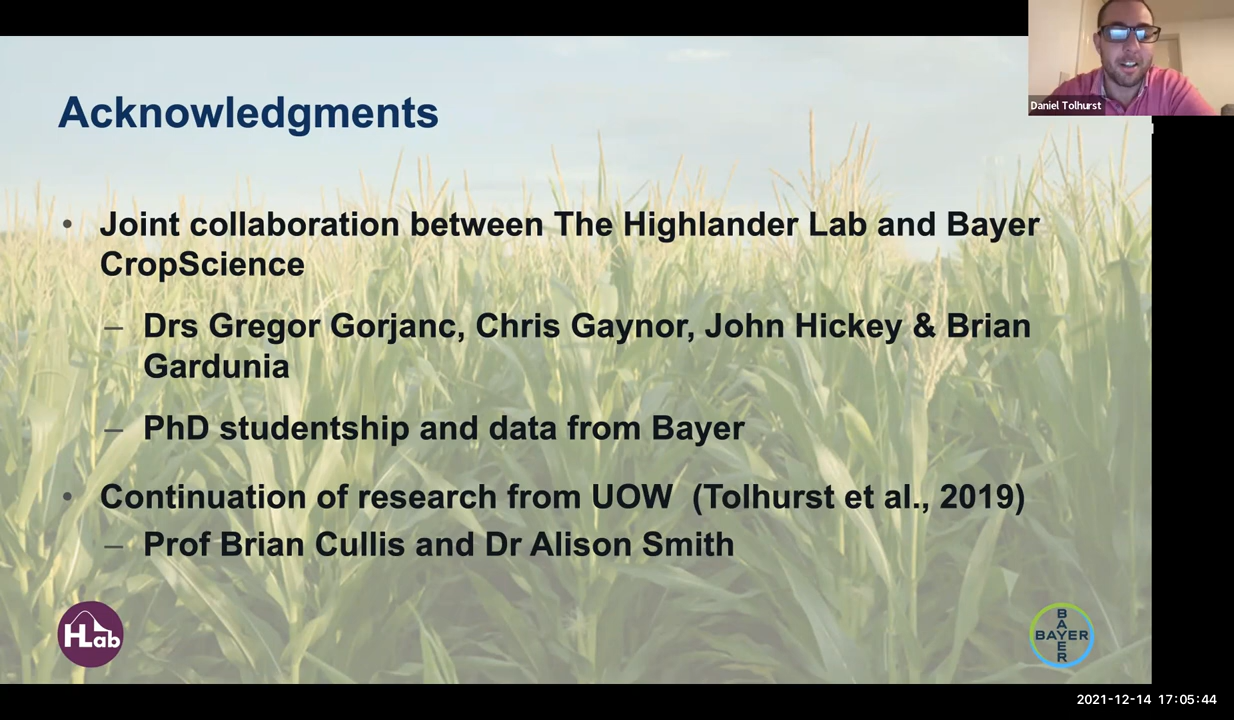 Daniel Tolhurst
Acknowledgments
• Joint collaboration between The Highlander Lab and Bayer
CropScience
– Drs Gregor Gorjanc, Chris Gaynor, John Hickey & Brian
Gardunia
– PhD studentship and data from Bayer
• Continuation of research from UOW (Tolhurst et al., 2019)
– Prof Brian Cullis and Dr Alison Smith
HLab
BAYER
BAYER
2021-12-14 17:05:44